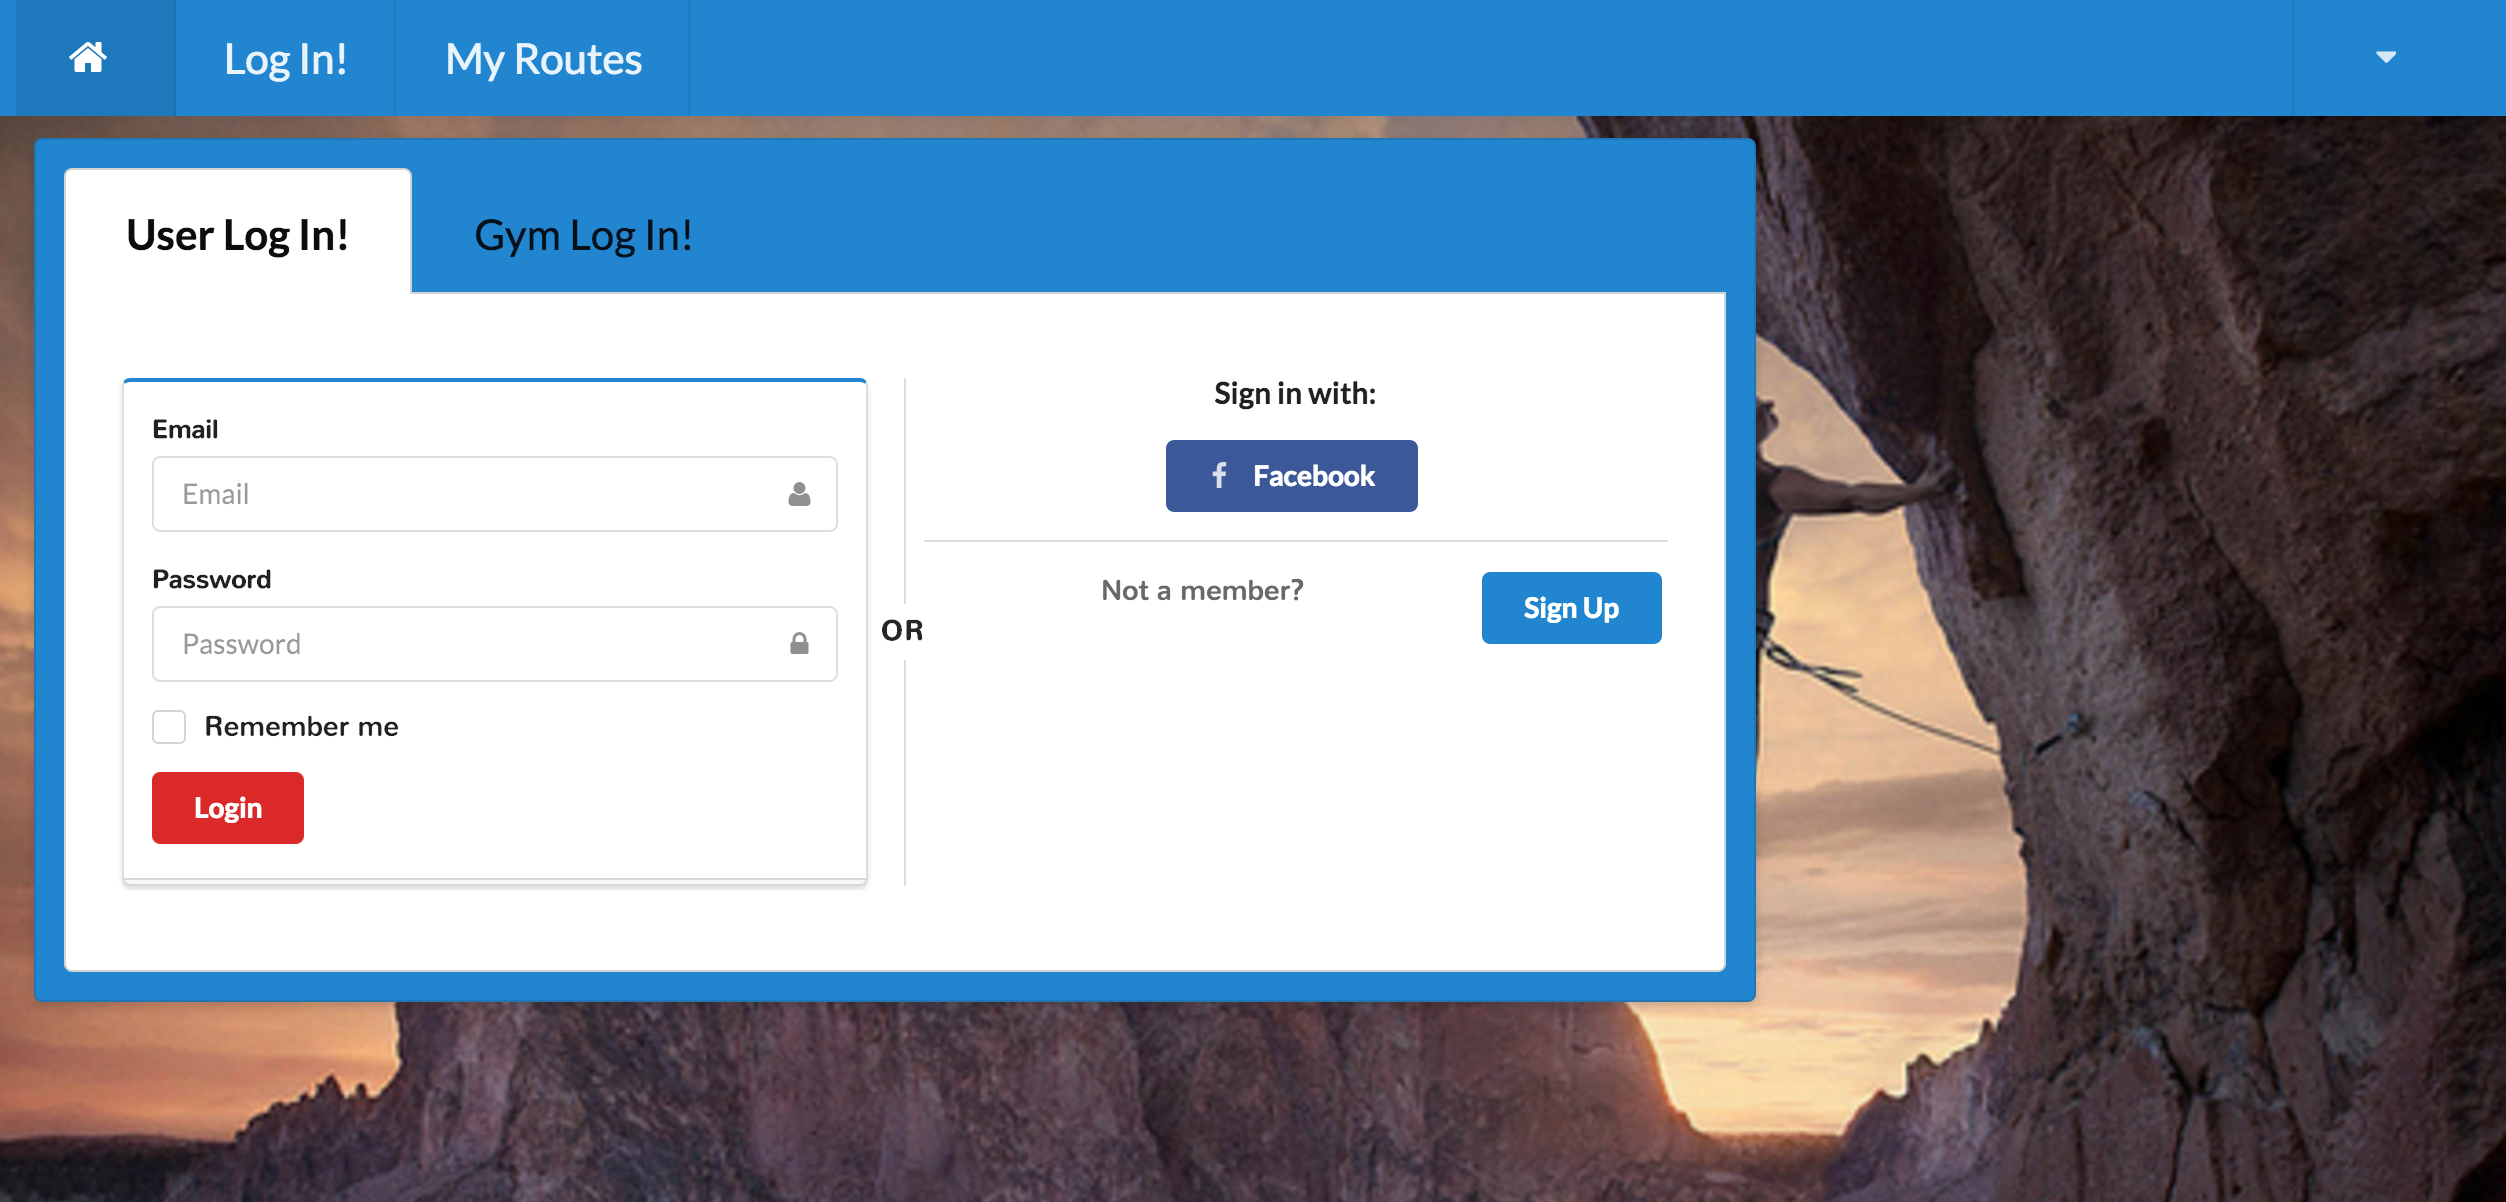 Log In!
My Routes
User Log In!
Gym Log In!
Email
Email
Password
Password
Remember me
Login
OR
Sign in with:
Facebook
Not a member?
Sign Up